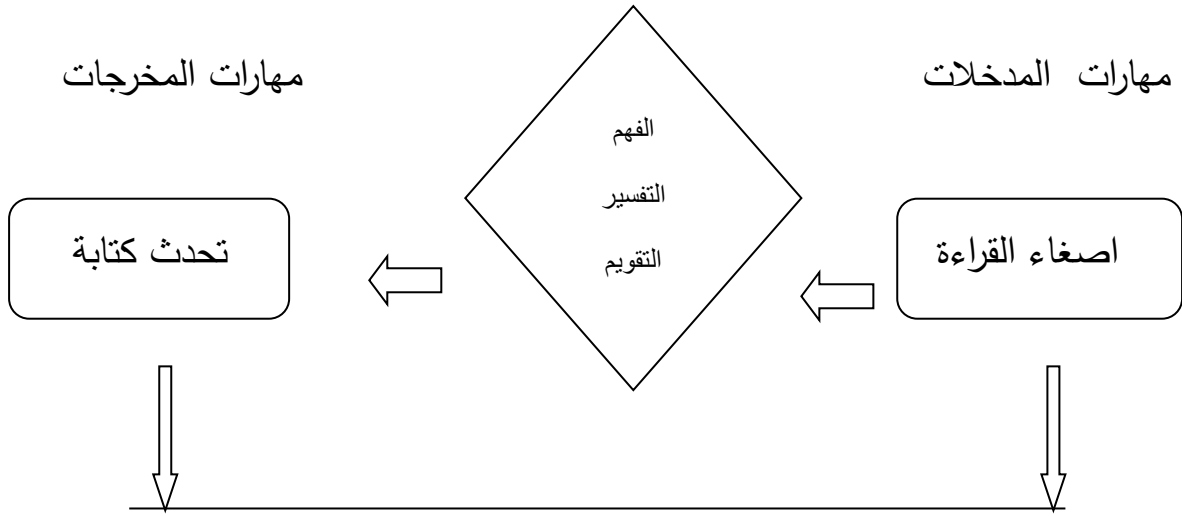 مهارات المدخلات
مهارات المخرجات
الفهم
التفسير
التقويم
اصغاء القراءة
تحدث كتابة